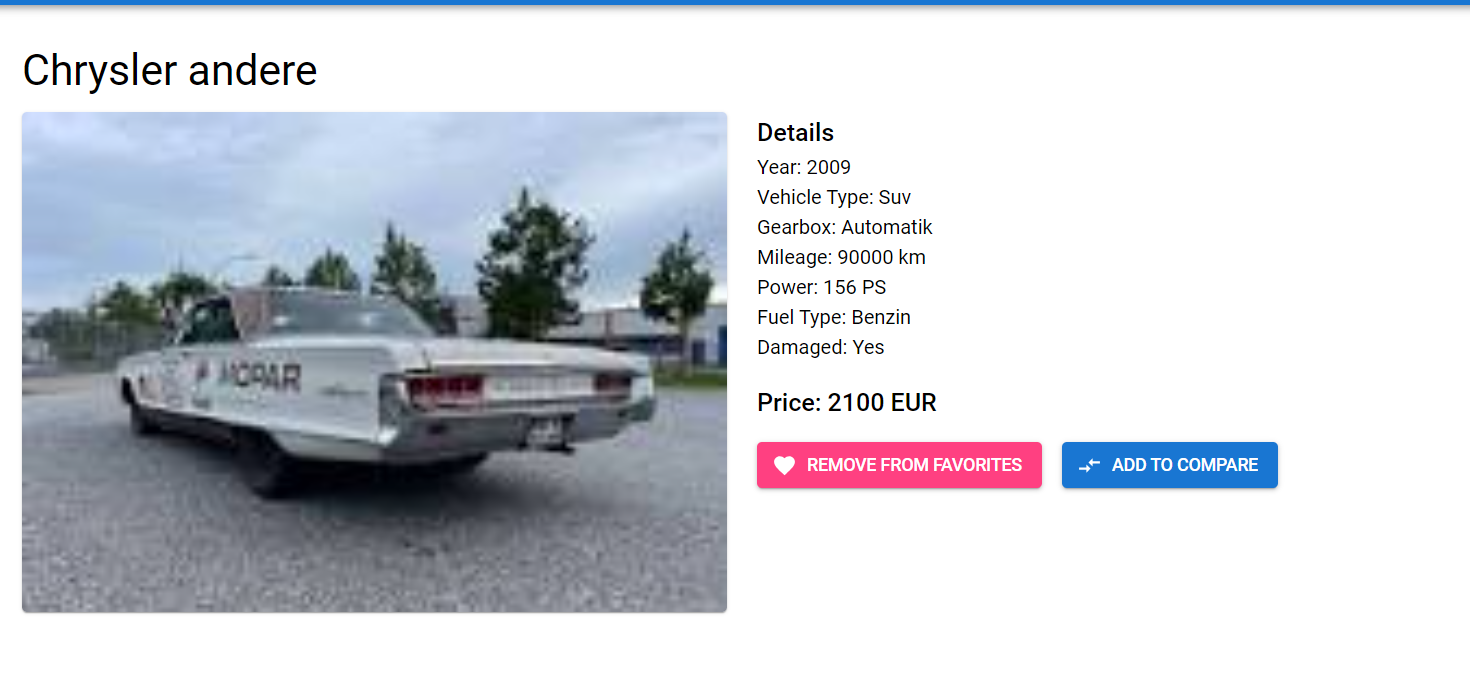 Chrysler andere
MOPAR
Details
Year: 2009
Vehicle Type: Suv
Gearbox: Automatik
Mileage: 90000 km
Power: 156 PS
Fuel Type: Benzin
Damaged: Yes
Price: 2100 EUR
REMOVE FROM FAVORITES
ADD TO COMPARE